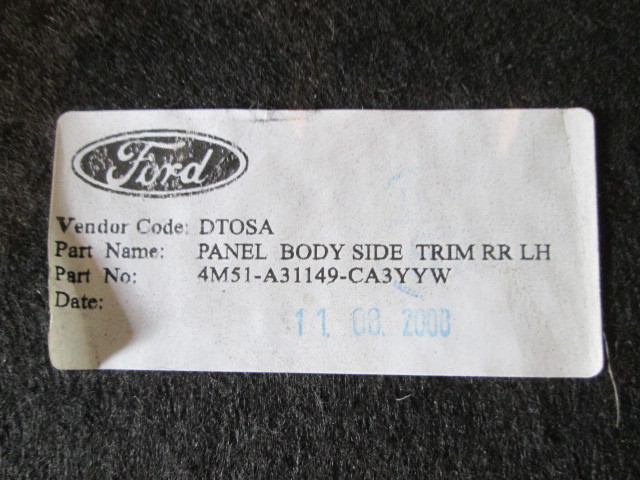 Ford
Vendor Code: DTOSA
Part Name: PANEL BODY SIDE TRIM RR LH
Part No: 4M51-A31149-CA3YYW
Date:
11. 08. 2008